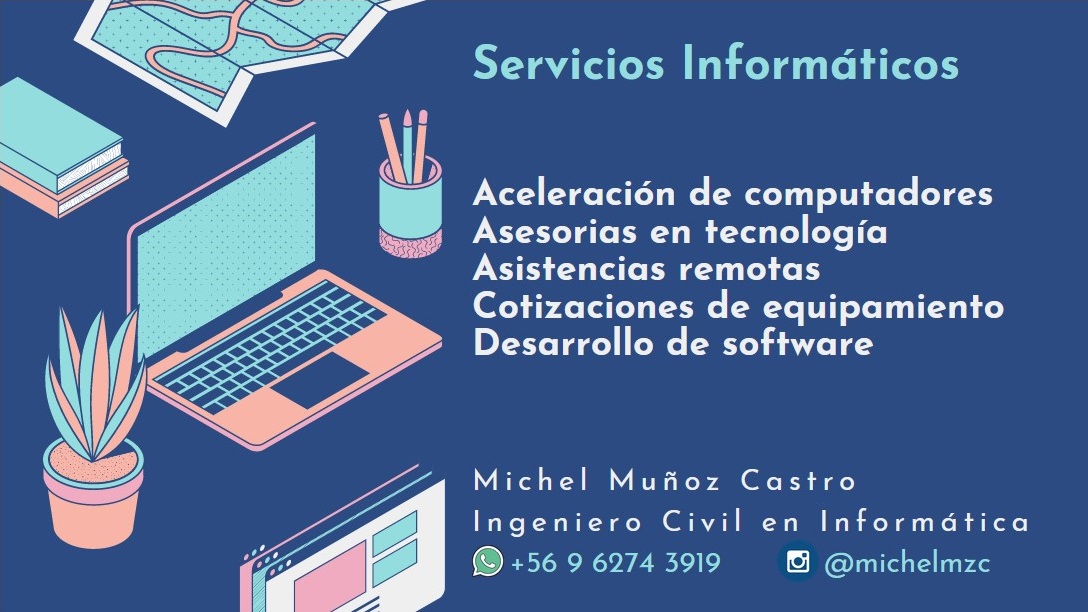 Servicios Informáticos
Aceleración de computadores
Asesorias en tecnología
Asistencias remotas
Cotizaciones de equipamiento
Desarrollo de software
Michel Muñoz Castro
Ingeniero Civil en Informática
+56 9 6274 3919 @michelmzc